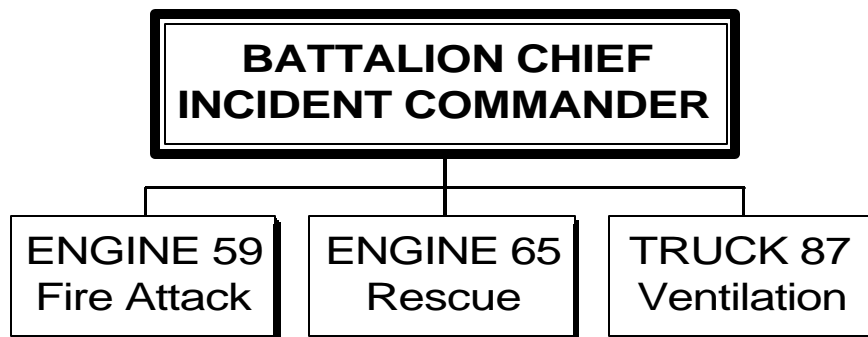 BATTALION CHIEF
INCIDENT COMMANDER
ENGINE 59
Fire Attack
ENGINE 65
Rescue
TRUCK 87
Ventilation